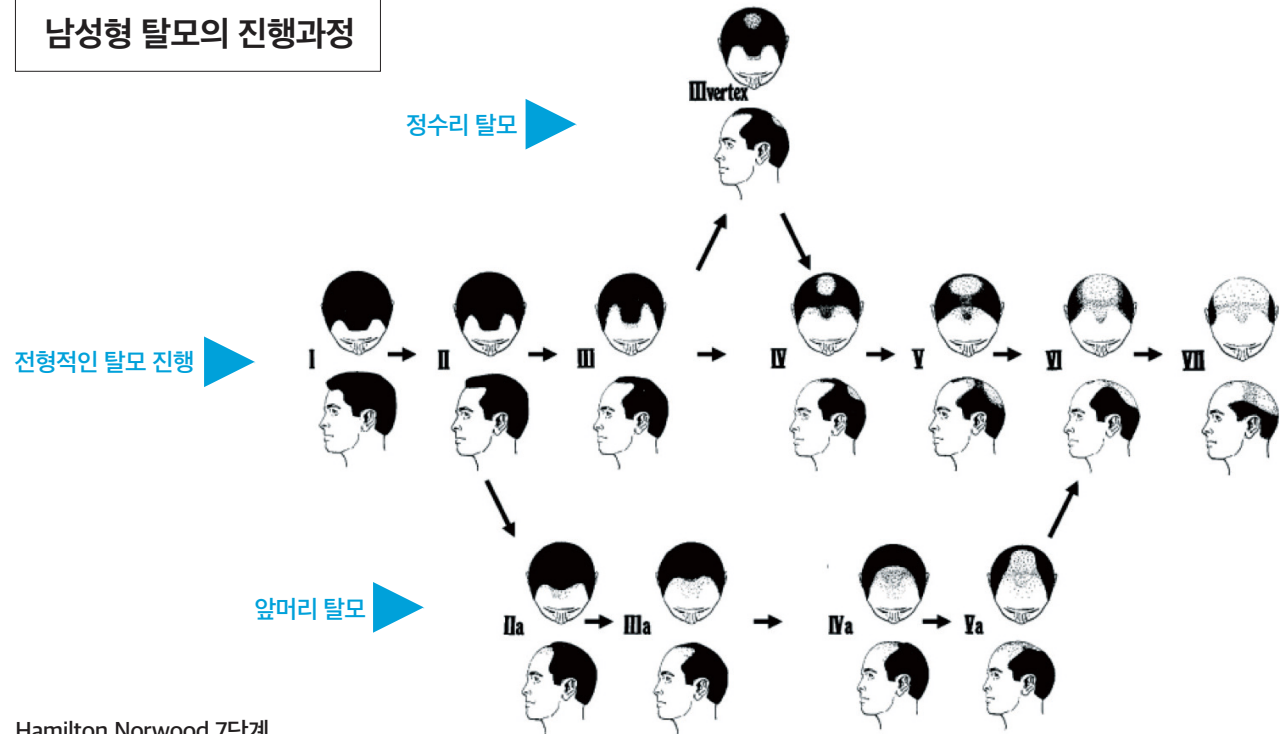 남성형 탈모의 진행과정
Ⅲvertex
정수리 탈모
전형적인 탈모 진행
Ⅰ
Ⅱ
Ⅲ
Ⅳ
Ⅴ
Ⅵ
Ⅶ
앞머리 탈모
Ⅱa
Ⅲa
Ⅳa
Ⅴa
Hamilton Norwood 7단계